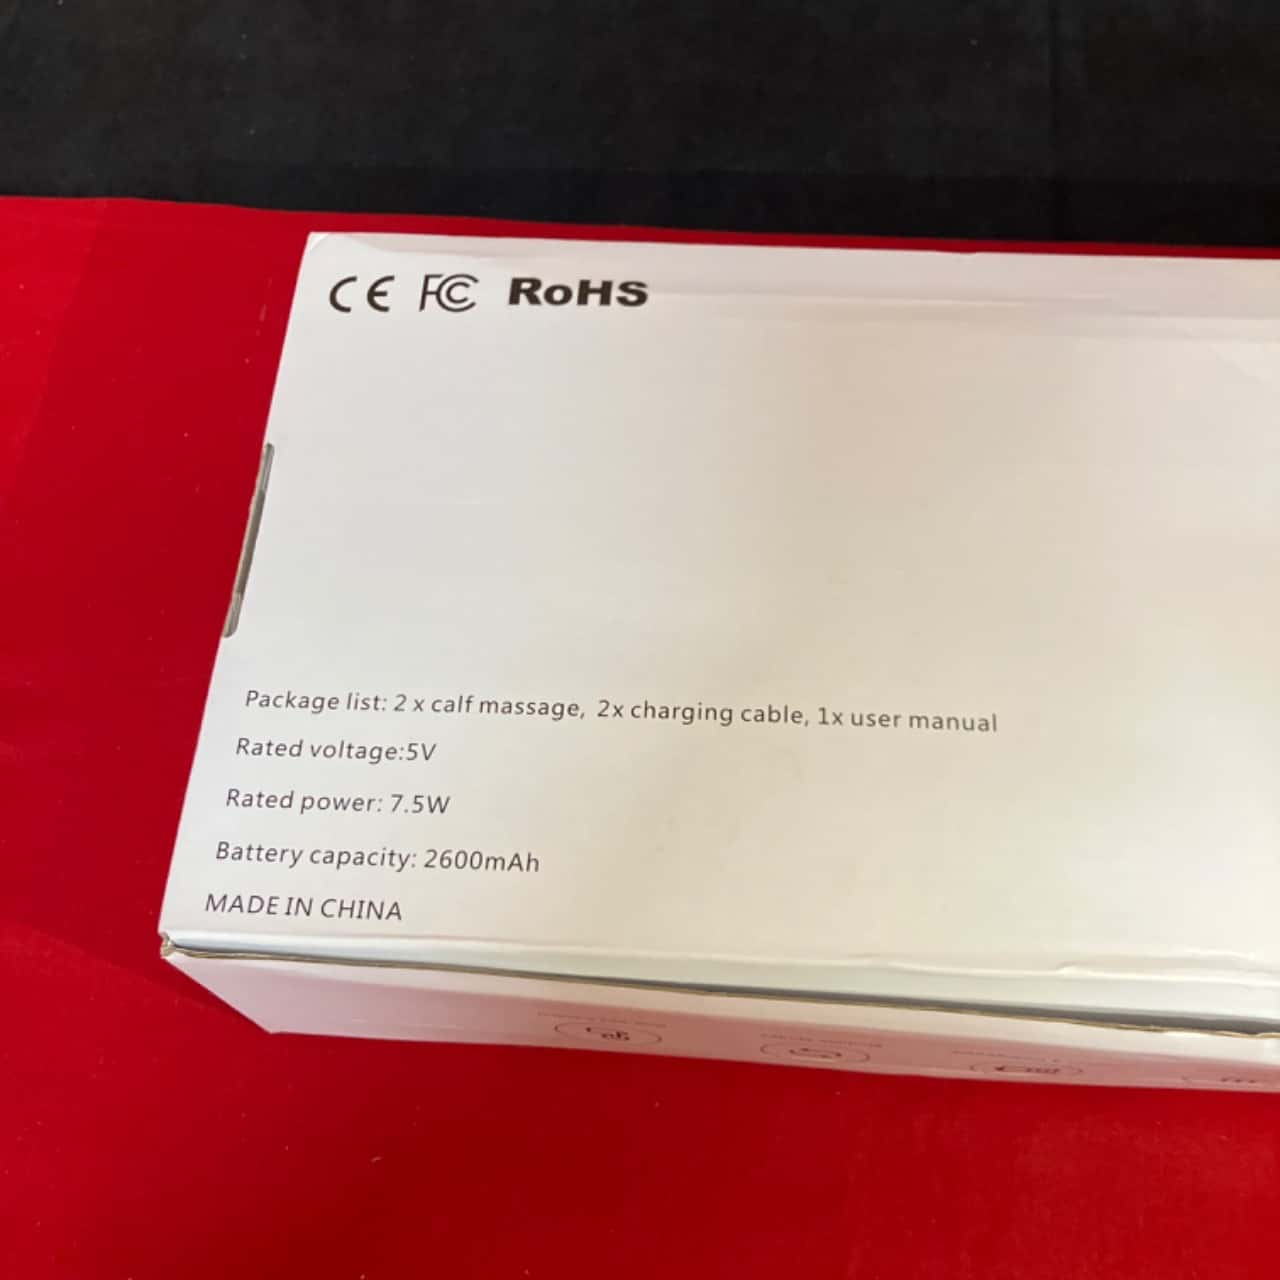 CE FC RoHS
Package list: 2 x calf massage, 2x charging cable, 1x user manual
Rated voltage:5V
Rated power: 7.5W
Battery capacity: 2600mAh
MADE IN CHINA